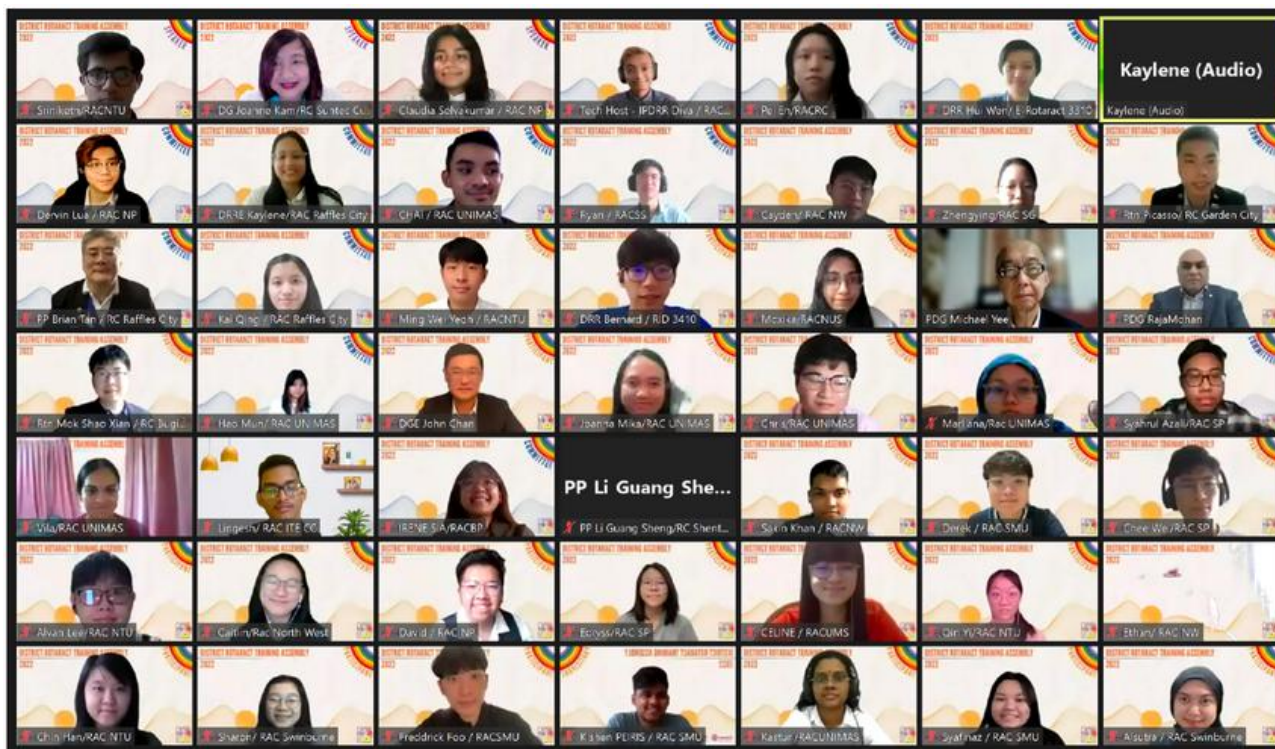 DISTRICT ROTARACT TRAINING ASSEMBLY
2022
SPEAKER
Sriniketh/RACNTU
DG Joanne Kam/RC Suntec Ci...
Claudia Selvakumar / RAC NP
Tech Host - IPDRR Diva / RAC...
Pei En/RACRC
DRR Hui Wen/ E-Rotaract 3310
Kaylene (Audio)
Kaylene (Audio)
COMMITTEE
Dervin Lua / RAC NP
DRRE Kaylene/RAC Raffles City
CHAI / RAC UNIMAS
Ryan / RACSS
Cayden/ RAC NW
Zhengying/RAC SG
Rtn Picasso/ RC Garden City
PP Brian Tan / RC Raffles City
Kai Qing / RAC Raffles City
Ming Wei Yeoh / RACNTU
DRR Bernard / RID 3410
Moxika/RACNUS
PDG Michael Yee
PDG RajaMohan
Rtn Mok Shao Xian / RC Bugi...
Hao Mun/ RAC UNIMAS
DGE John Chan
Joanna Mika/RAC UNIMAS
Chris/RAC UNIMAS
Marliana/Rac UNIMAS
Syahrul Azali/RAC SP
Vila/RAC UNIMAS
Lingesh/ RAC ITE CC
IRENE SIA/RACBP
PP Li Guang She...
PP Li Guang Sheng/RC Shent...
Sakin Khan / RACNW
Derek / RAC SMU
Chee We/RAC SP
Alvan Lee/RAC NTU
Caitlin/Rac North West
David / RAC NP
RAC SP
CELINE / RACUMS
Qin Yi/RAC NTU
Ethan/ RAC NW
Chin Han/RAC NTU
Sharon/ RAC Swinburne
Freddrick Foo / RACSMU
Kishen PEIRIS / RAC SMU
Kastur/RACUNIMAS
Syafinaz / RAC SMU
Alsutra / RAC Swinburne